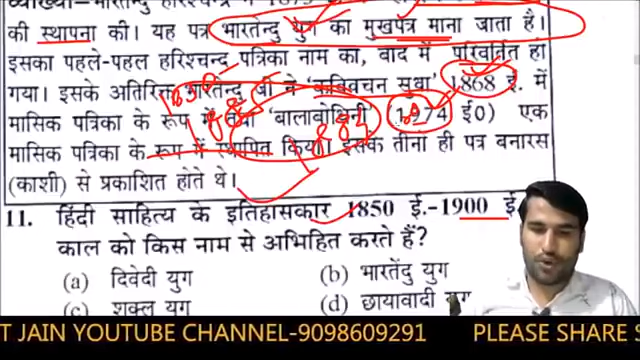 की स्थापना की। यह पत्र भारतेन्दु युग का मुखपत्र माना जाता है।
इसका पहले-पहल हरिश्चन्द्र पत्रिका नाम का, बाद में परिवर्तित हो
गया। इसके अतिरिक्त भारतेन्दु जी ने 'कविवचन सुधा' 1868 ई. में
मासिक पत्रिका के रूप में तथा 'बालाबोधिनी (1874 ई0) एक
मासिक पत्रिका के रूप में स्थापित किया। इसके तीनों ही पत्र बनारस
(काशी) से प्रकाशित होते थे।
11. हिंदी साहित्य के इतिहासकार 1850 ई.-1900 ई.
काल को किस नाम से अभिहित करते हैं?
(a) दिवेदी युग
(b) भारतेंदु युग
(c) शुक्ल युग
(d) छायावादी युग
T JAIN YOUTUBE CHANNEL-9098609291 PLEASE SHARE S